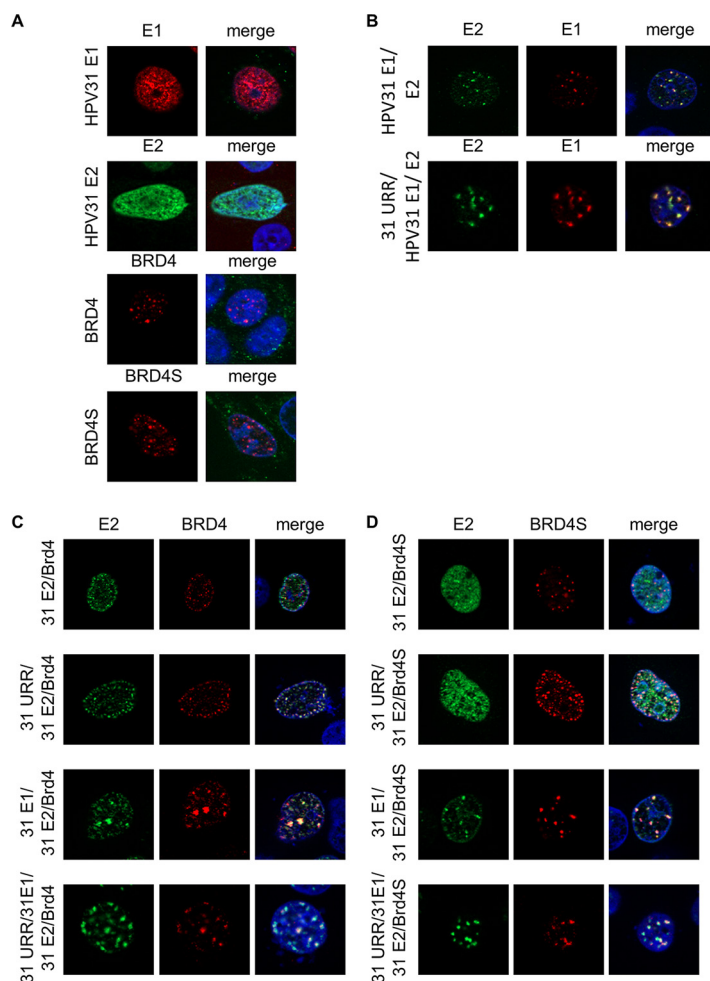 A
E1 merge
HPV31 E1
E2 merge
HPV31 E2
BRD4 merge
BRD4
BRD4S merge
BRD4S
B
E2 E1 merge
HPV31 E1/
E2
E2 E1 merge
31 URR/
HPV31 E1/ E2
C
E2 BRD4 merge
31 E2/Brd4
31 URR/
31 E2/Brd4
31 E1/
31 E2/Brd4
31 URR/31E1/
31 E2/Brd4
D
E2 BRD4S merge
31 E2/Brd4S
31 URR/
31 E2/Brd4S
31 E1/
31 E2/Brd4S
31 URR/31E1/
31 E2/Brd4S